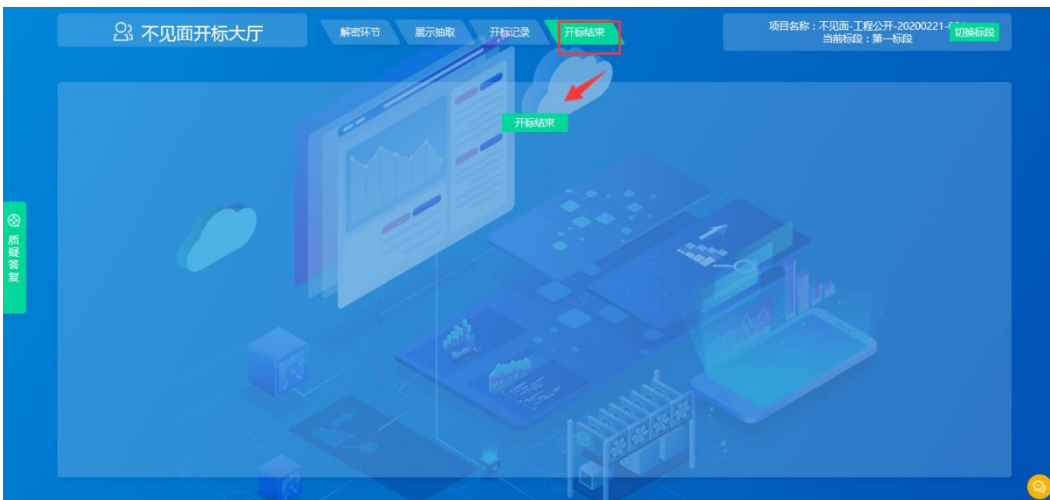 不见面开标大厅
解密环节
展示抽取
开标记录
开标结束
项目名称：不见面-工程公开-20200221-
当前标段：第一标段
切换标段
开标结束
质疑答复